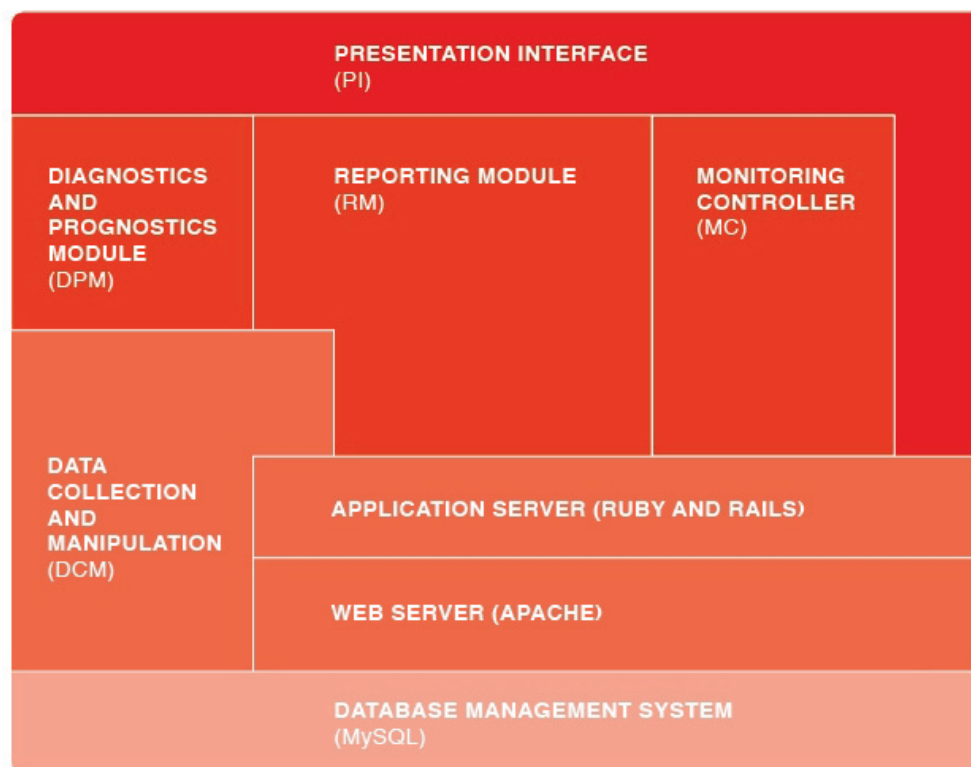 PRESENTATION INTERFACE
(PI)
DIAGNOSTICS
AND
PROGNOSTICS
MODULE
(DPM)
REPORTING MODULE
(RM)
MONITORING
CONTROLLER
(MC)
DATA
COLLECTION
AND
MANIPULATION
(DCM)
APPLICATION SERVER (RUBY AND RAILS)
WEB SERVER (APACHE)
DATABASE MANAGEMENT SYSTEM
(MySQL)